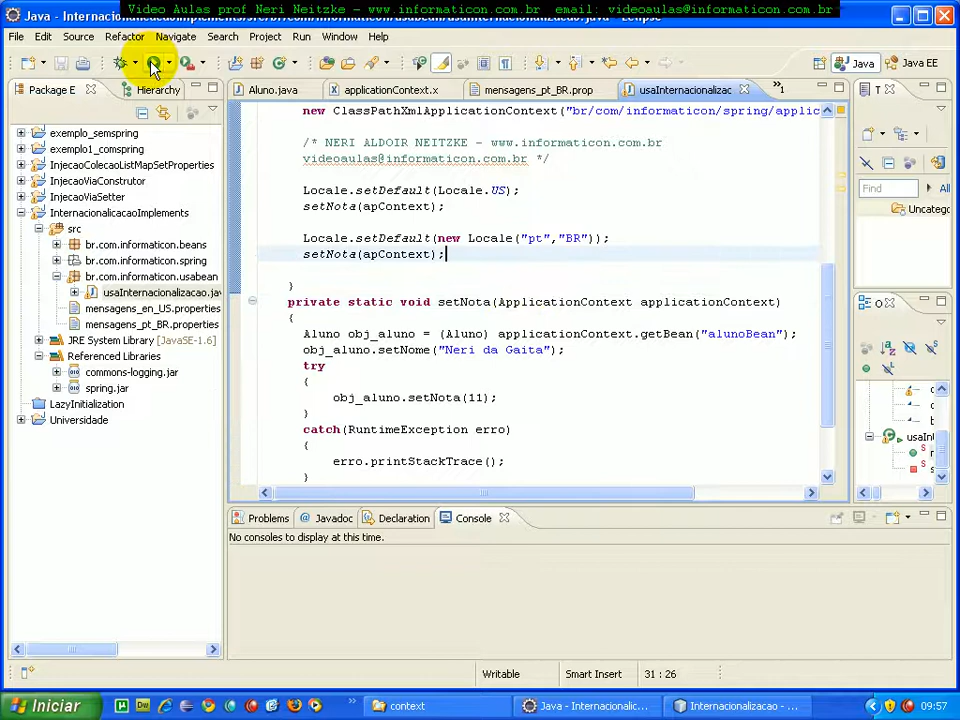 Video Aulas prof Neri Neitzke - www.informaticon.com.br  email: videoaulas@informaticon.com.br
File Edit Source Refactor Navigate Search Project Run Window Help
Java
Java EE
Package E
Hierarchy
Aluno.java
applicationContext.x
mensagens_pt_BR.prop
usaInternacionalizac
»1
T
exemplo_semspring
exemplo1_comspring
InjecaoColecaoListMapSetProperties
InjecaoViaConstrutor
InjecaoViaSetter
InternacionalicacaoImplements
src
br.com.informaticon.beans
br.com.informaticon.spring
br.com.informaticon.usabean
usaInternacionalizacao.jav
mensagens_en_US.properties
mensagens_pt_BR.properties
JRE System Library [JavaSE-1.6]
Referenced Libraries
commons-logging.jar
spring.jar
LazyInitialization
Universidade
new ClassPathXmlApplicationContext("br/com/informaticon/spring/applic
/* NERI ALDOIR NEITZKE - www.informaticon.com.br
videoaulas@informaticon.com.br */
Locale.setDefault(Locale.US);
setNota(apContext);
Locale.setDefault(new Locale("pt","BR"));
setNota(apContext);
}
private static void setNota(ApplicationContext applicationContext)
{
Aluno obj_aluno = (Aluno) applicationContext.getBean("alunoBean");
obj_aluno.setNome("Neri da Gaita");
try
{
obj_aluno.setNota(11);
}
catch(RuntimeException erro)
{
erro.printStackTrace();
}
Find
All
Uncatego
O
usaIn
Problems
Javadoc
Declaration
Console
No consoles to display at this time.
Writable
Smart Insert
31 : 26
Iniciar
context
Java - Internacionalic...
Internacionalizacao - ...
09:57